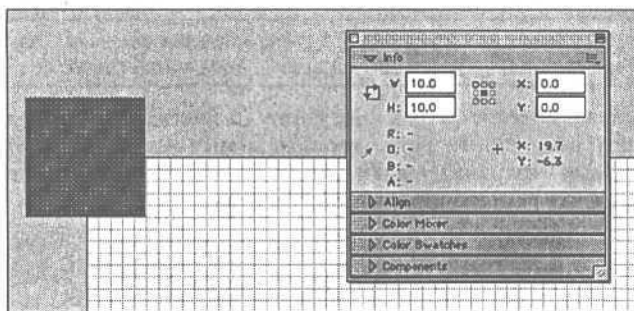 Info
W 10.0 X: 0.0
H: 10.0 Y: 0.0
R: -
G: - X: 19.7
B: - Y: -6.3
A: -
Align
Color Mixer
Color Swatches
Components